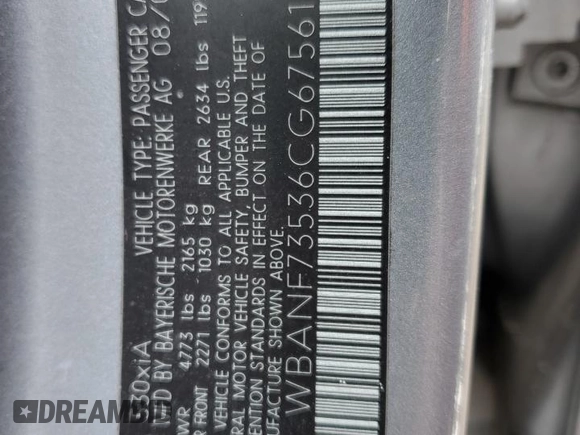 30xiA VEHICLE TYPE: PASSENGER
BY BAYERISCHE MOTORENWERKE AG 08/
4773 lbs 2165 kg
FRONT 2271 lbs 1030 kg REAR 2634 lbs 119
VEHICLE CONFORMS TO ALL APPLICABLE U.S.
MOTOR VEHICLE SAFETY, BUMPER AND THEFT
STANDARDS IN EFFECT ON THE DATE OF
SHOWN ABOVE.
WBANF73536CG67561
DREAMBID